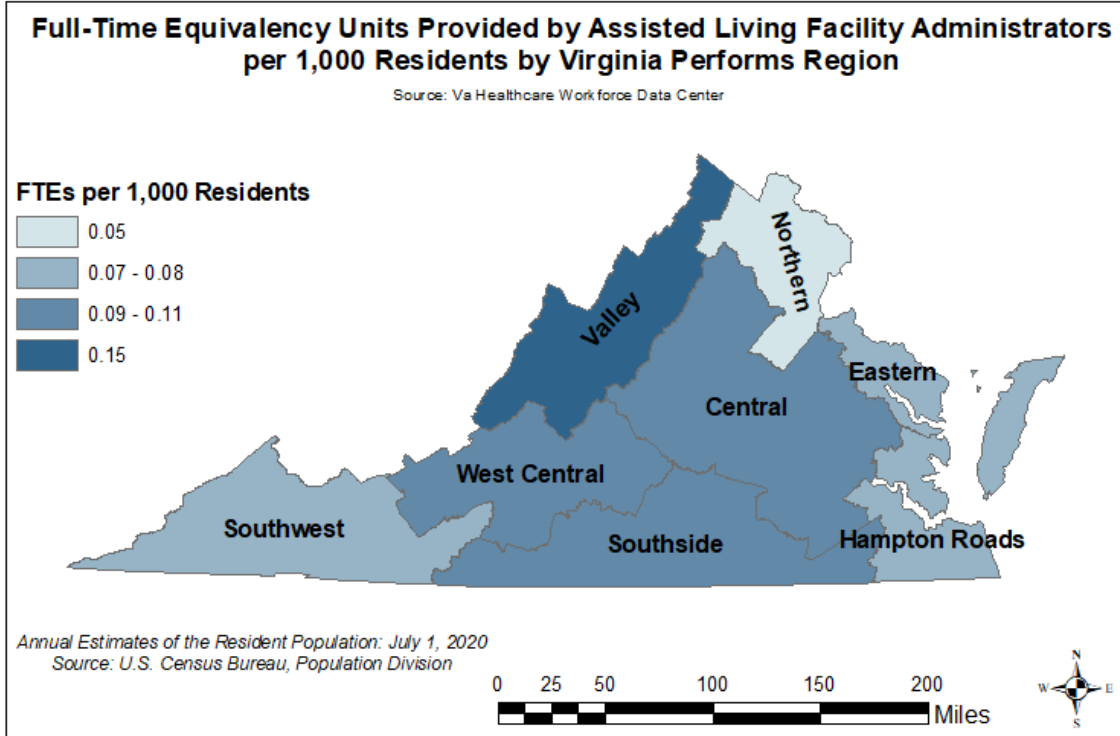 Full-Time Equivalency Units Provided by Assisted Living Facility Administrators
per 1,000 Residents by Virginia Performs Region
Source: Va Healthcare Workforce Data Center
FTEs per 1,000 Residents
0.05
0.07 - 0.08
0.09 - 0.11
0.15
Northern
Valley
Eastern
Central
West Central
Southwest
Southside
Hampton Roads
Annual Estimates of the Resident Population: July 1, 2020
Source: U.S. Census Bureau, Population Division
0 25 50 100 150 200
Miles
N
W E
S